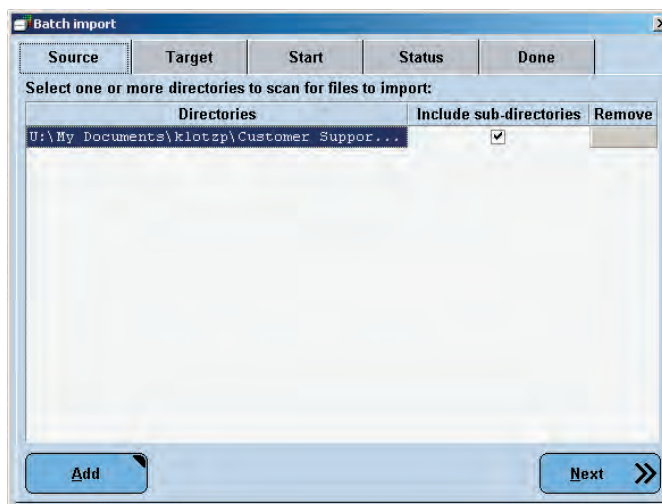 Batch import
Source Target Start Status Done
Select one or more directories to scan for files to import:
Directories Include sub-directories Remove
U:\My Documents\klotzp\Customer Suppor...
Add Next